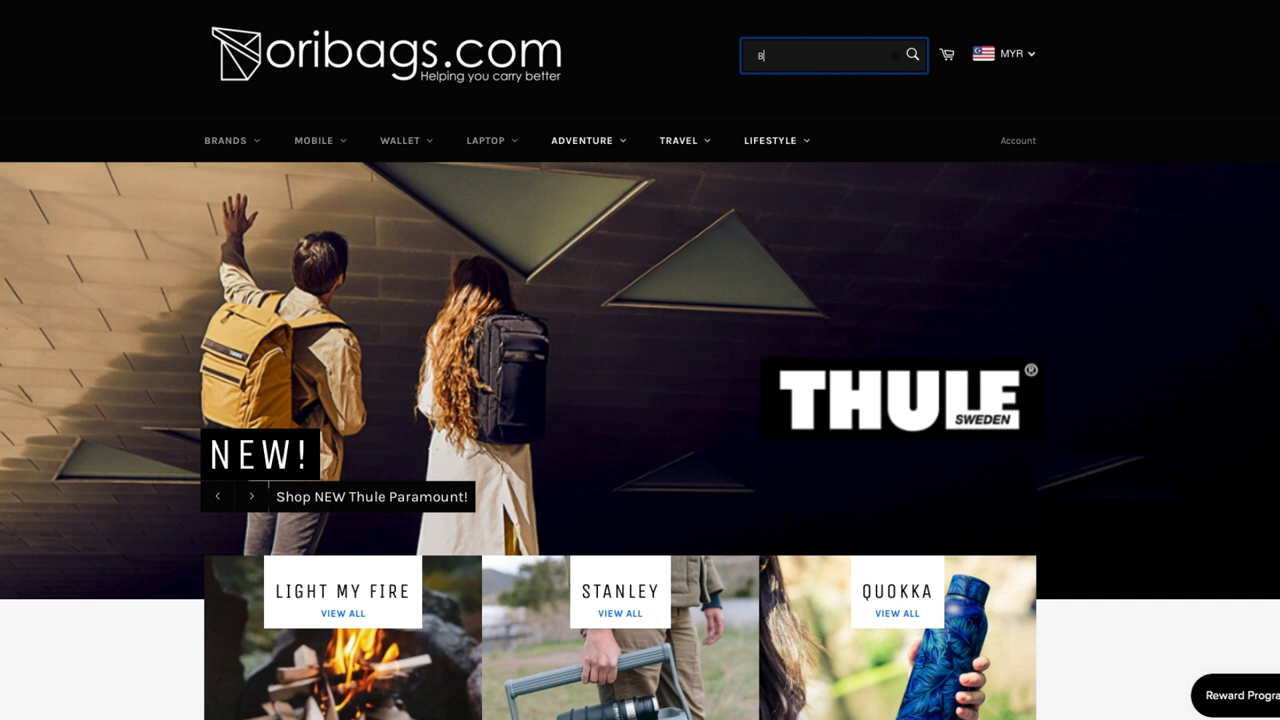 oribags.com
Helping you carry better
B
MYR
BRANDS MOBILE WALLET LAPTOP ADVENTURE TRAVEL LIFESTYLE Account
THULE®
SWEDEN
NEW!
Shop NEW Thule Paramount!
LIGHT MY FIRE
VIEW ALL
STANLEY
VIEW ALL
QUOKKA
VIEW ALL
Reward Progra